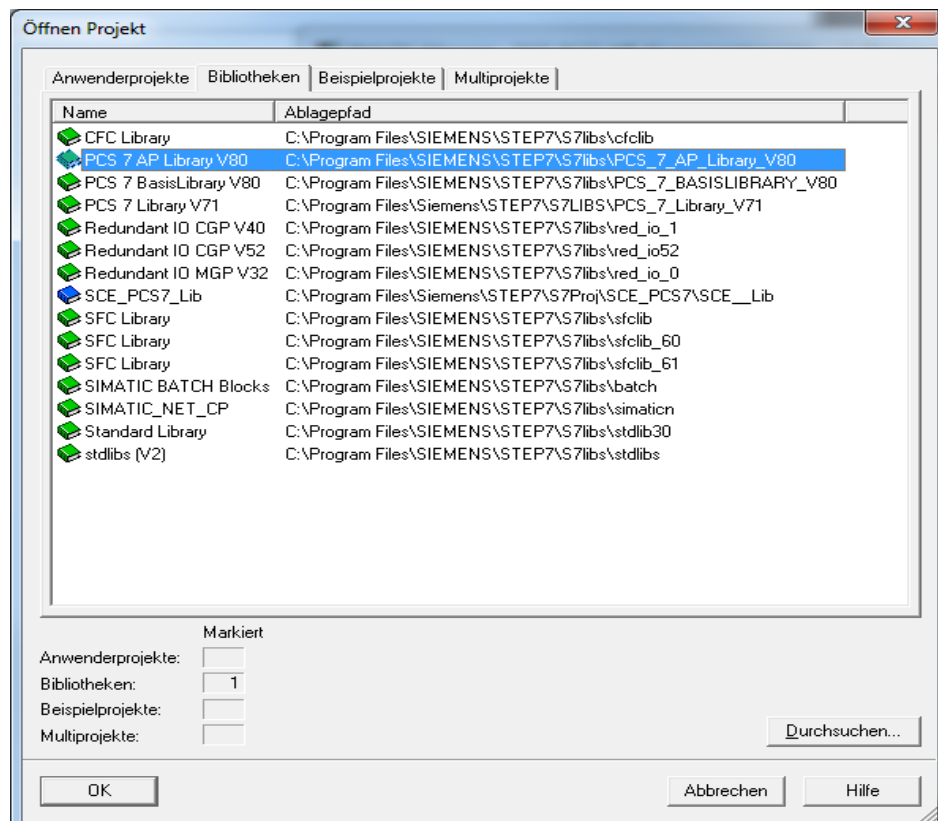 Öffnen Projekt
Anwenderprojekte Bibliotheken Beispielprojekte Multiprojekte
Name Ablagepfad
CFC Library C:\Program Files\SIEMENS\STEP7\S7libs\cfclib
PCS 7 AP Library V80 C:\Program Files\SIEMENS\STEP7\S7libs\PCS_7_AP_Library_V80
PCS 7 BasisLibrary V80 C:\Program Files\SIEMENS\STEP7\S7libs\PCS_7_BASISLIBRARY_V80
PCS 7 Library V71 C:\Program Files\Siemens\STEP7\S7LIBS\PCS_7_Library_V71
Redundant IO CGP V40 C:\Program Files\SIEMENS\STEP7\S7libs\red_io_1
Redundant IO CGP V52 C:\Program Files\SIEMENS\STEP7\S7libs\red_io52
Redundant IO MGP V32 C:\Program Files\SIEMENS\STEP7\S7libs\red_io_0
SCE_PCS7_Lib C:\Program Files\Siemens\STEP7\S7Proj\SCE_PCS7\SCE__Lib
SFC Library C:\Program Files\SIEMENS\STEP7\S7libs\sfclib
SFC Library C:\Program Files\SIEMENS\STEP7\S7libs\sfclib_60
SFC Library C:\Program Files\SIEMENS\STEP7\S7libs\sfclib_61
SIMATIC BATCH Blocks C:\Program Files\SIEMENS\STEP7\S7libs\batch
SIMATIC_NET_CP C:\Program Files\SIEMENS\STEP7\S7libs\simaticn
Standard Library C:\Program Files\SIEMENS\STEP7\S7libs\stdlib30
stdlibs (V2) C:\Program Files\SIEMENS\STEP7\S7libs\stdlibs
Markiert
Anwenderprojekte:
Bibliotheken: 1
Beispielprojekte:
Multiprojekte:
Durchsuchen...
OK Abbrechen Hilfe